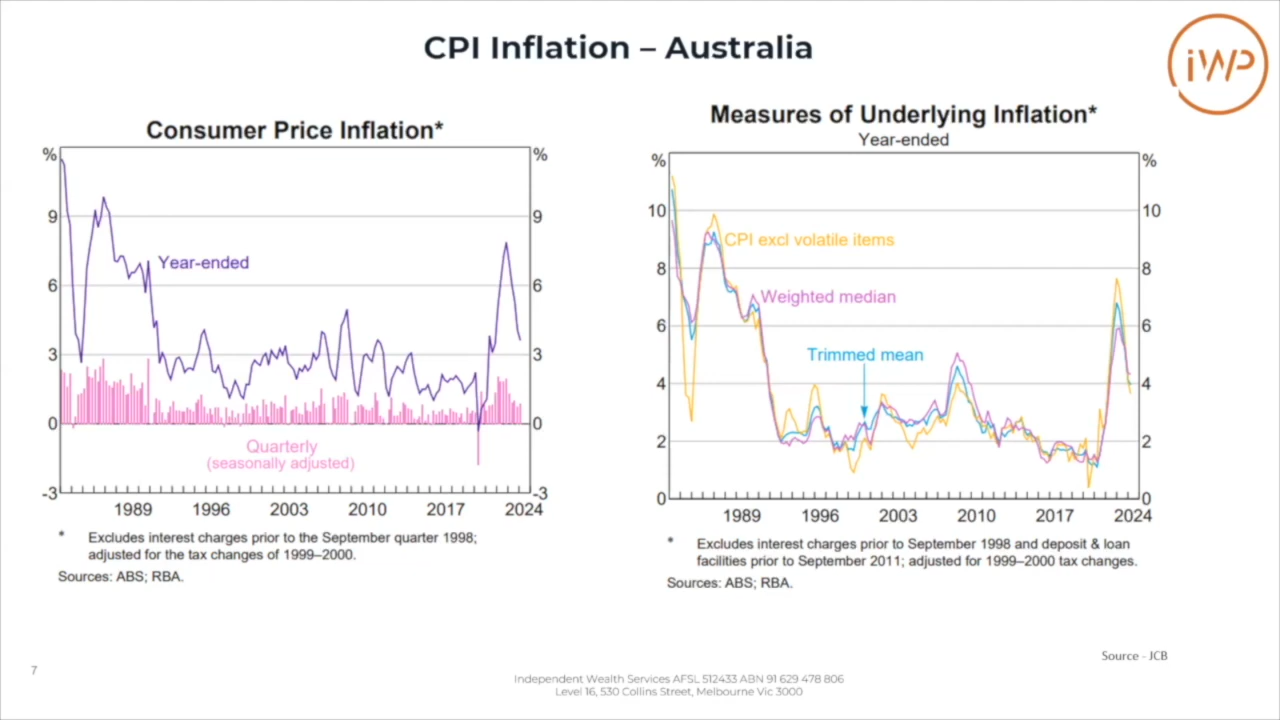 CPI Inflation – Australia
iWP
Consumer Price Inflation*
%
%
9
9
6
6
3
3
0
0
-3
-3
Year-ended
Quarterly
(seasonally adjusted)
1989
1996
2003
2010
2017
2024
* Excludes interest charges prior to the September quarter 1998;
adjusted for the tax changes of 1999–2000.
Sources: ABS; RBA.
Measures of Underlying Inflation*
Year-ended
%
%
10
10
8
8
6
6
4
4
2
2
0
0
CPI excl volatile items
Weighted median
Trimmed mean
1989
1996
2003
2010
2017
2024
* Excludes interest charges prior to September 1998 and deposit & loan
facilities prior to September 2011; adjusted for 1999–2000 tax changes.
Sources: ABS; RBA.
Source - JCB
7
Independent Wealth Services AFSL 512433 ABN 91 629 478 806
Level 16, 530 Collins Street, Melbourne Vic 3000